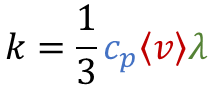 k = 1/3 c_p⟨v⟩λ